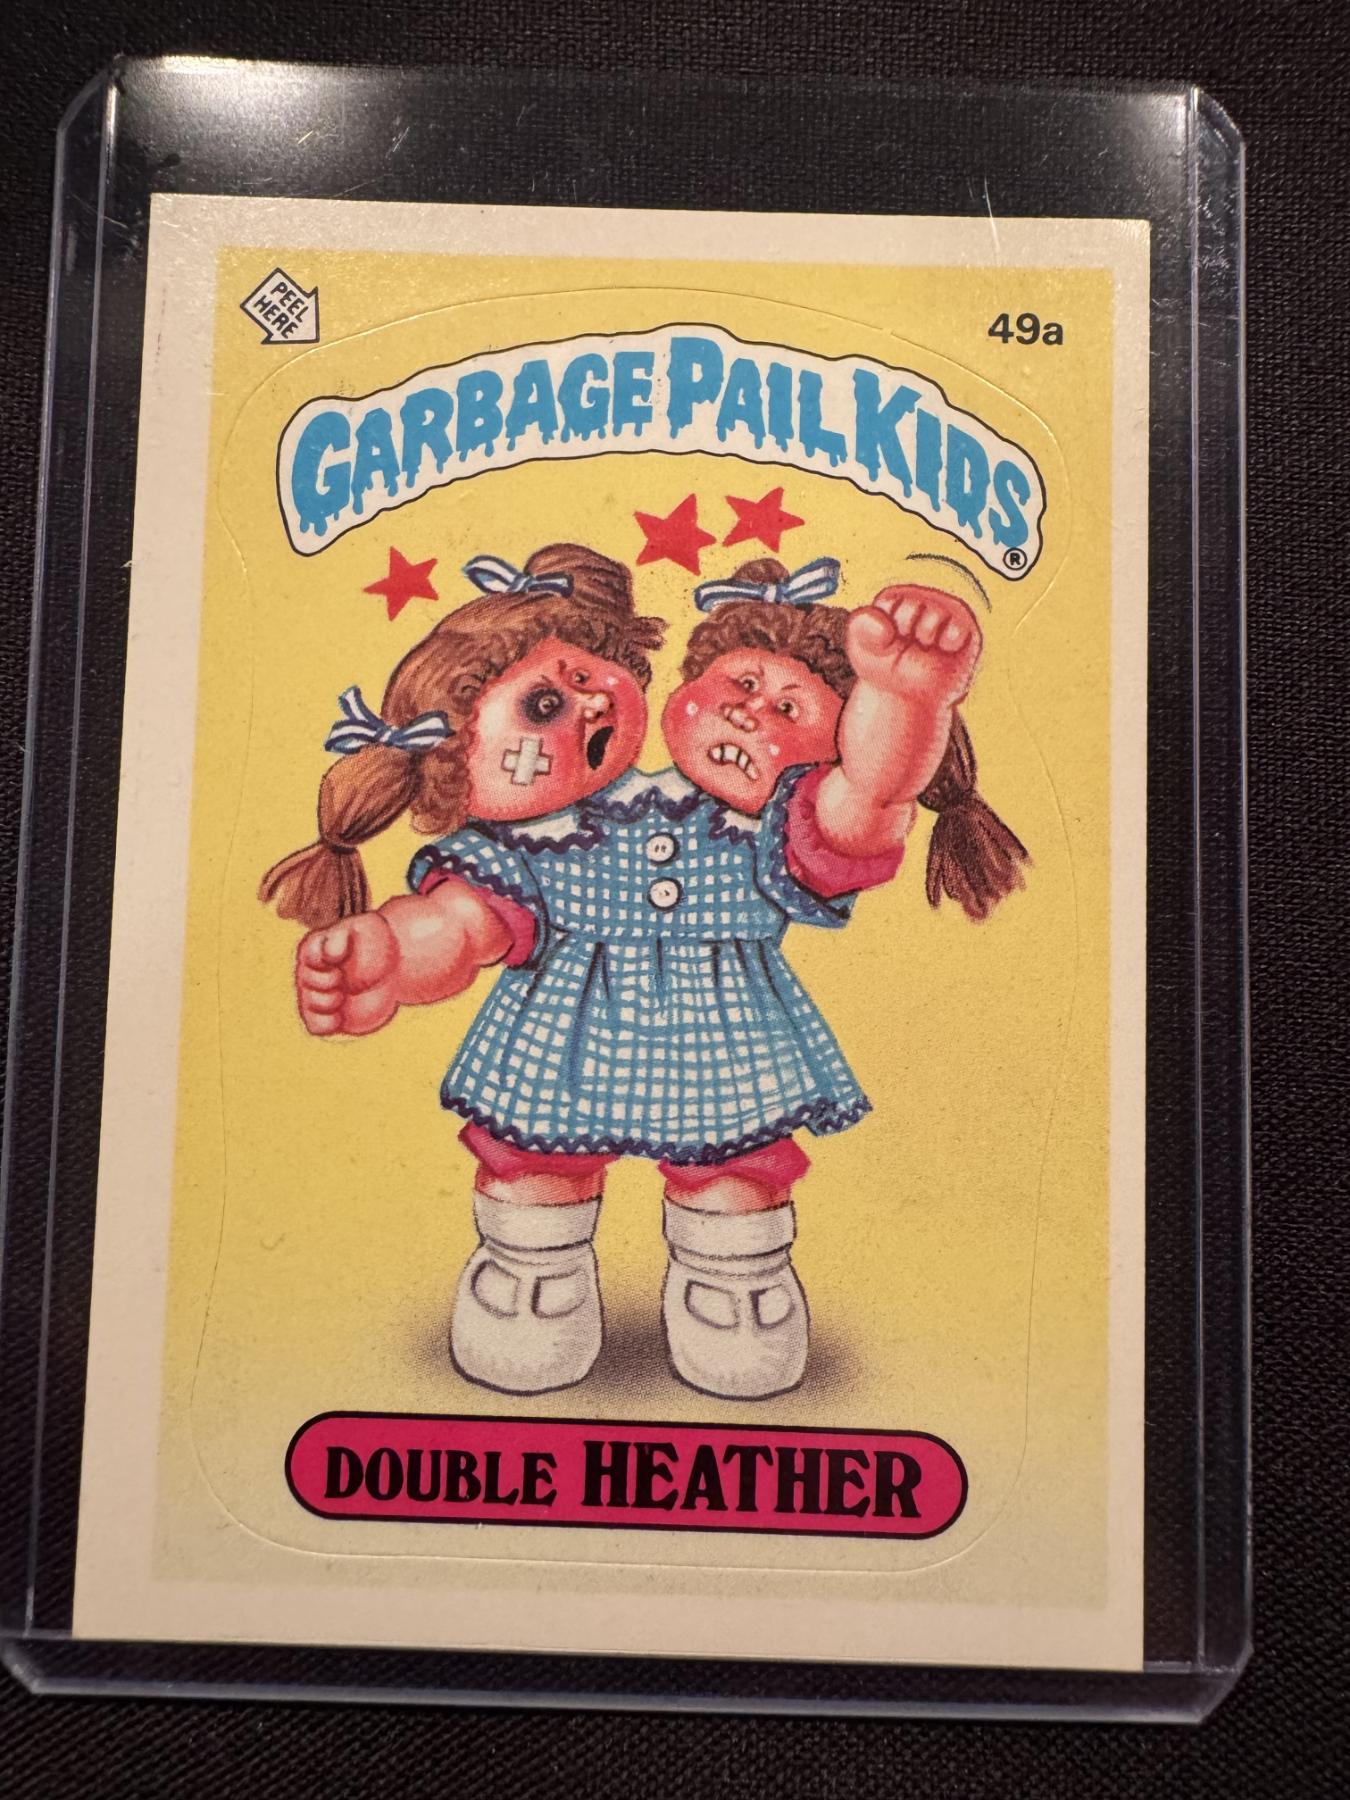 PEEL
HERE
49a
GARBAGE PAIL KIDS®
DOUBLE HEATHER